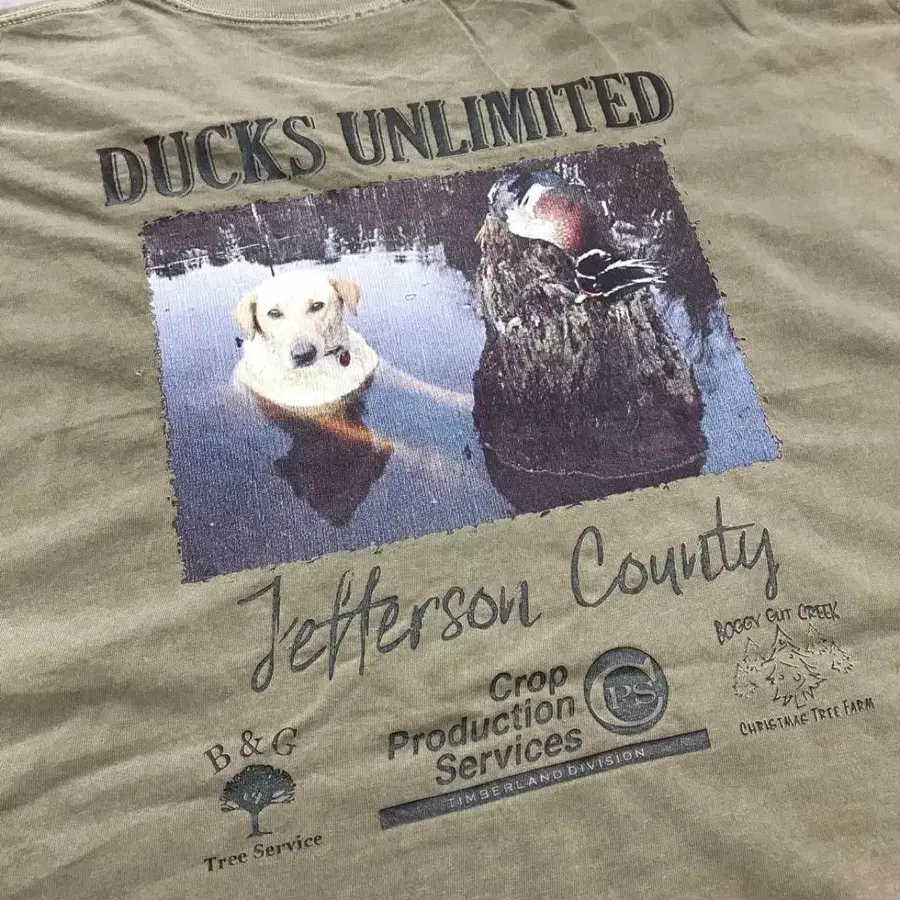 DUCKS UNLIMITED
Jefferson County
B & G
Tree Service
Crop
Production
Services
CPS
TIMBERLAND DIVISION
BOGGY GUT CREEK
CHRISTMAS TREE FARM